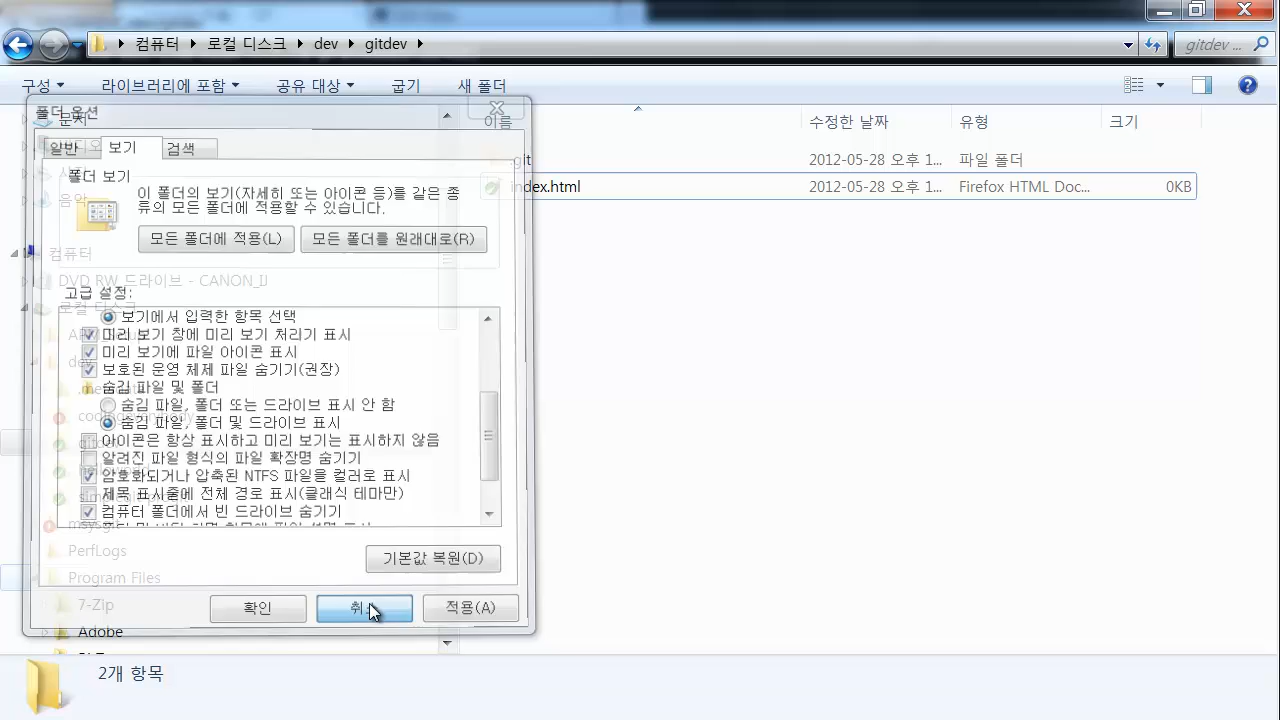 컴퓨터 로컬 디스크 dev gitdev
gitdev ...
구성 라이브러리에 포함 공유 대상 굽기 새 폴더
폴더 옵션
일반 보기 검색
폴더 보기
이 폴더의 보기(자세히 또는 아이콘 등)를 같은 종
류의 모든 폴더에 적용할 수 있습니다.
모든 폴더에 적용(L) 모든 폴더를 원래대로(R)
고급 설정:
보기에서 입력한 항목 선택
미리 보기 창에 미리 보기 처리기 표시
미리 보기에 파일 아이콘 표시
보호된 운영 체제 파일 숨기기(권장)
숨김 파일 및 폴더
숨김 파일, 폴더 또는 드라이브 표시 안 함
숨김 파일, 폴더 및 드라이브 표시
아이콘은 항상 표시하고 미리 보기는 표시하지 않음
알려진 파일 형식의 파일 확장명 숨기기
암호화되거나 압축된 NTFS 파일을 컬러로 표시
제목 표시줄에 전체 경로 표시(클래식 테마만)
컴퓨터 폴더에서 빈 드라이브 숨기기
기본값 복원(D)
확인 적용(A)
문서
컴퓨터
DVD RW 드라이브 - CANON_IJ
로컬 디스크
dev
PerfLogs
Program Files
7-Zip
Adobe
이름 수정한 날짜 유형 크기
.git 2012-05-28 오후 1... 파일 폴더
index.html 2012-05-28 오후 1... Firefox HTML Doc... 0KB
2개 항목